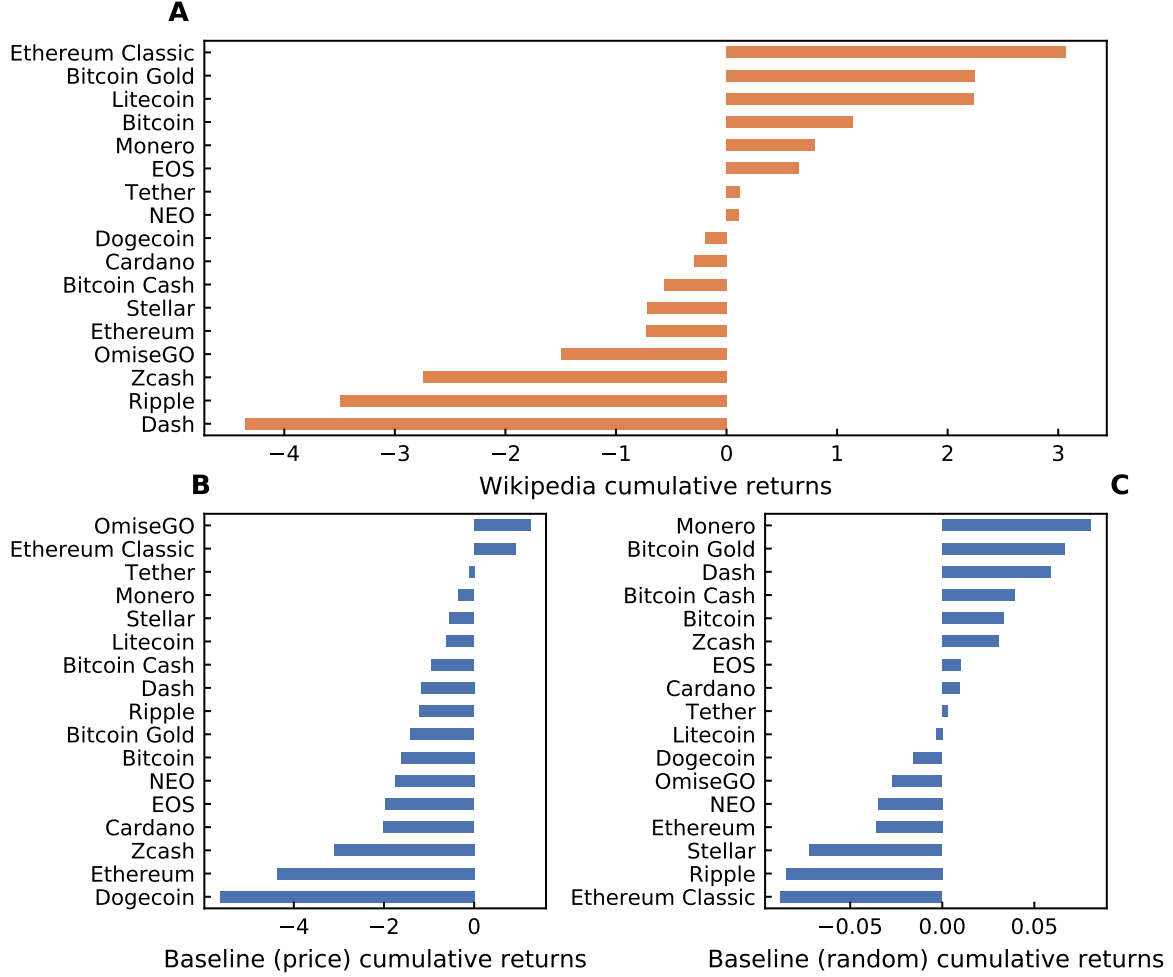 A
Ethereum Classic
Bitcoin Gold
Litecoin
Bitcoin
Monero
EOS
Tether
NEO
Dogecoin
Cardano
Bitcoin Cash
Stellar
Ethereum
OmiseGO
Zcash
Ripple
Dash
−4 −3 −2 −1 0 1 2 3
Wikipedia cumulative returns
B
OmiseGO
Ethereum Classic
Tether
Monero
Stellar
Litecoin
Bitcoin Cash
Dash
Ripple
Bitcoin Gold
Bitcoin
NEO
EOS
Cardano
Zcash
Ethereum
Dogecoin
−4 −2 0
Baseline (price) cumulative returns
C
Monero
Bitcoin Gold
Dash
Bitcoin Cash
Bitcoin
Zcash
EOS
Cardano
Tether
Litecoin
Dogecoin
OmiseGO
NEO
Ethereum
Stellar
Ripple
Ethereum Classic
−0.05 0.00 0.05
Baseline (random) cumulative returns